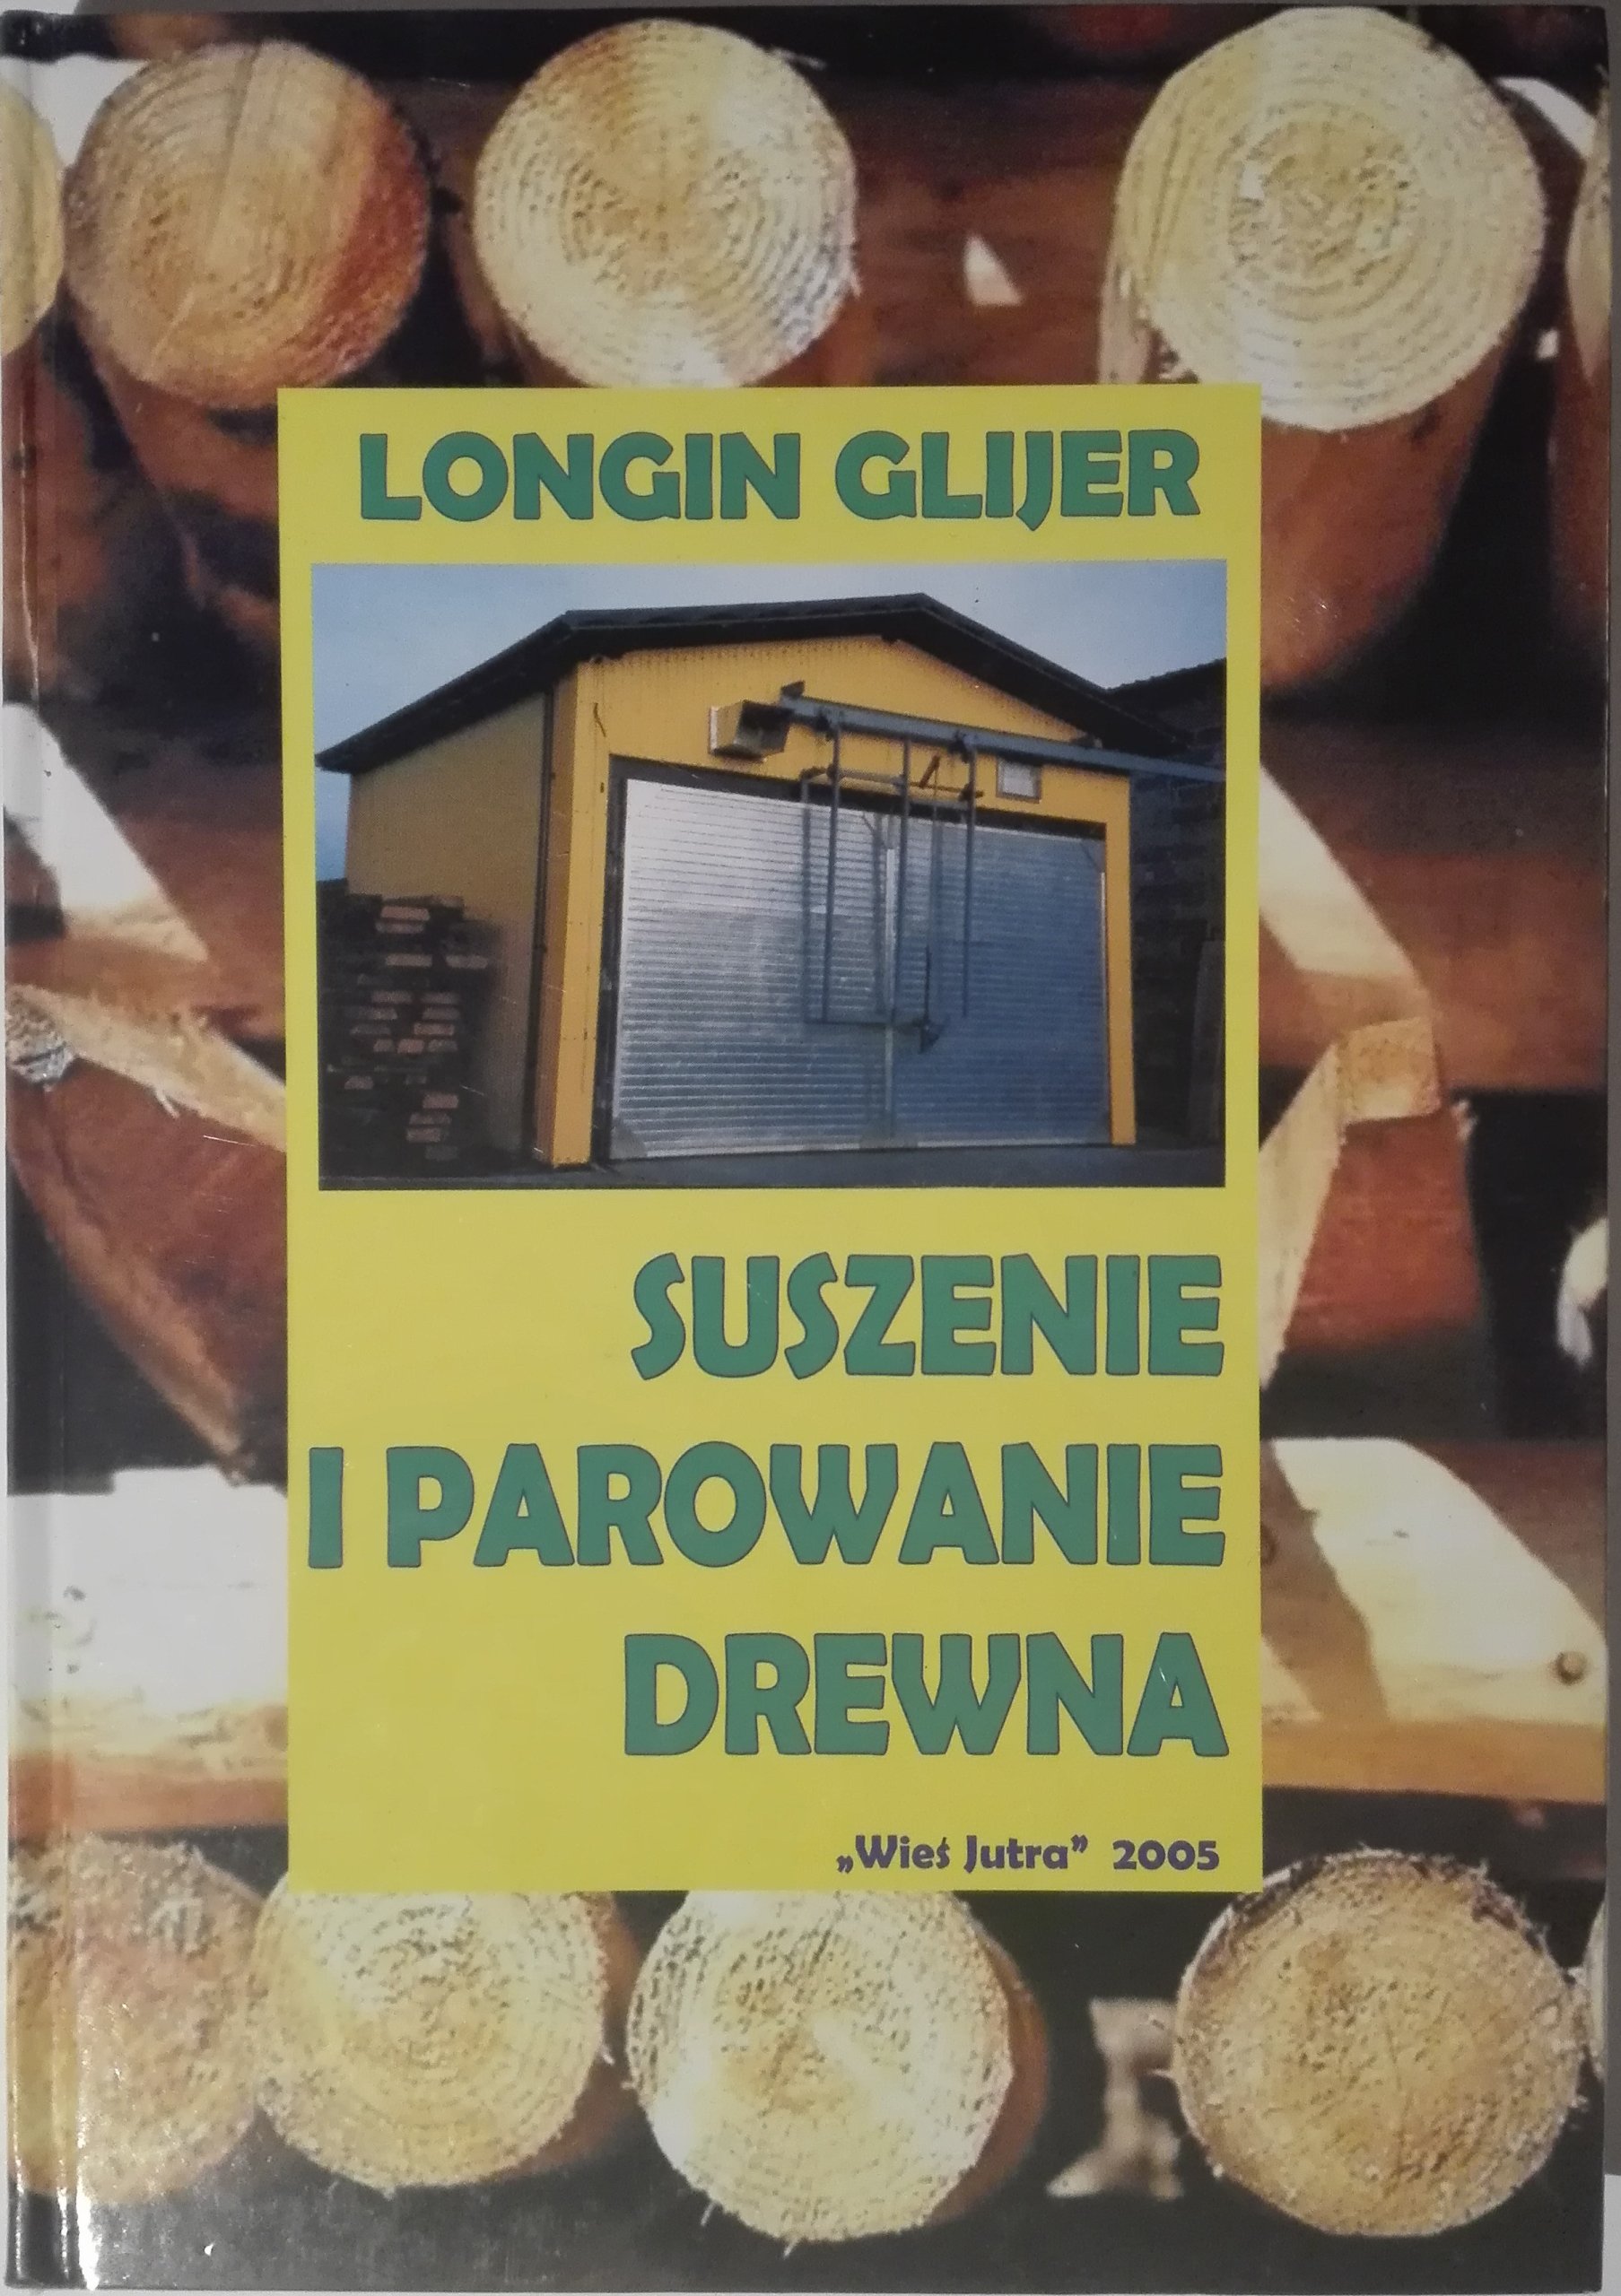 LONGIN GLIJER
SUSZENIE
I PAROWANIE
DREWNA
„Wieś Jutra” 2005